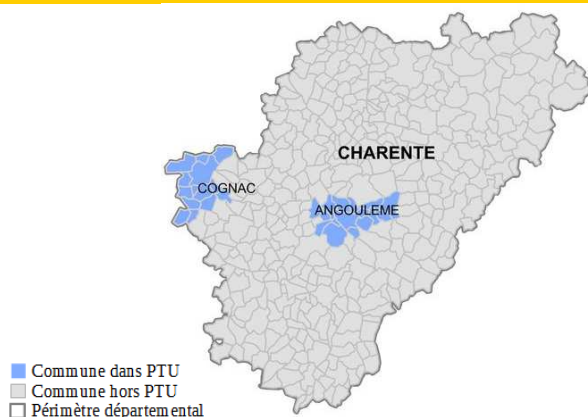 CHARENTE
COGNAC
ANGOULEME
Commune dans PTU
Commune hors PTU
Périmètre départemental